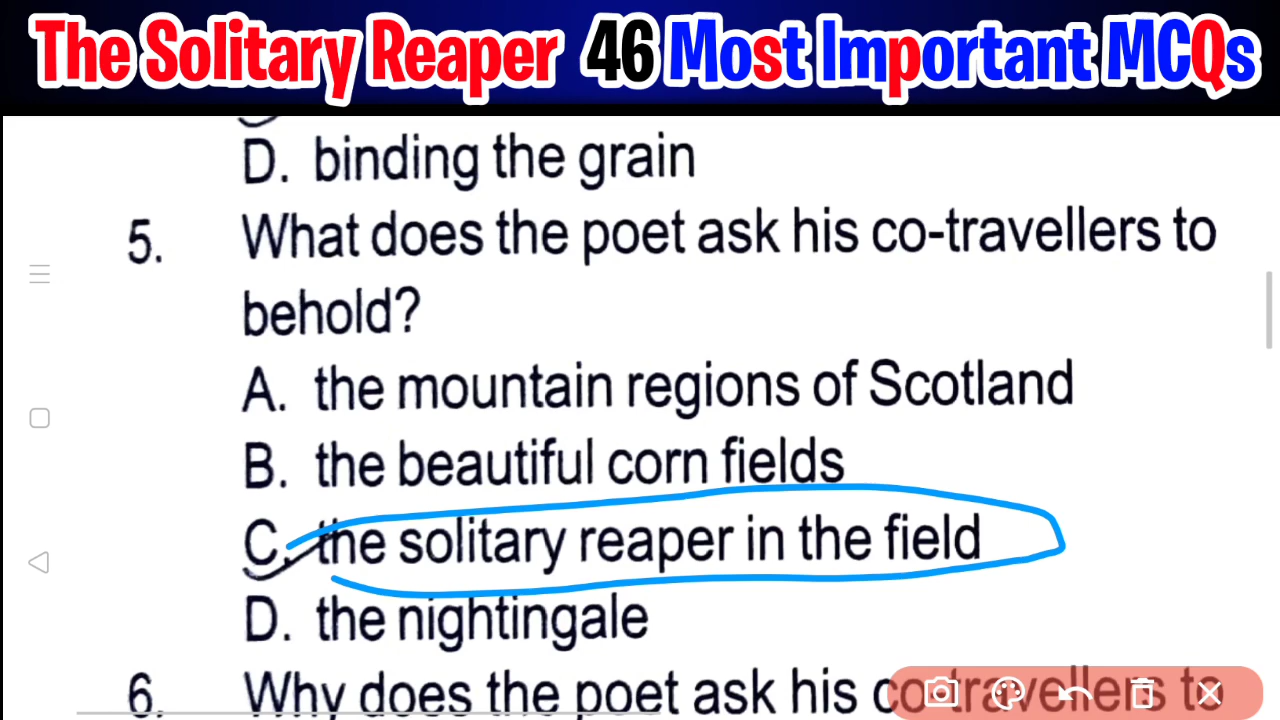 The Solitary Reaper 46 Most Important MCQs
D. binding the grain
5. What does the poet ask his co-travellers to
behold?
A. the mountain regions of Scotland
B. the beautiful corn fields
C. the solitary reaper in the field
D. the nightingale
6. Why does the poet ask his co-travellers to